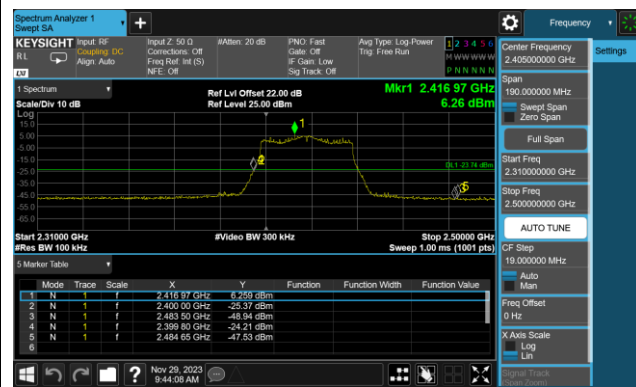 Spectrum Analyzer 1
Swept SA
Frequency
KEYSIGHT
RL
LXI
Input: RF
Coupling: DC
Align: Auto
Input Z: 50 Ω
Corrections: Off
Freq Ref: Int (S)
NFE: Off
#Atten: 20 dB
PNO: Fast
Gate: Off
IF Gain: Low
Sig Track: Off
Avg Type: Log-Power
Trig: Free Run
1 2 3 4 5 6
M W W W W W
P N N N N N
1 Spectrum
Scale/Div 10 dB
Ref Lvl Offset 22.00 dB
Ref Level 25.00 dBm
Mkr1 2.416 97 GHz
6.26 dBm
Log
15.0
5.00
-5.00
-15.0
-25.0
-35.0
-45.0
-55.0
-65.0
1
DL1 -23.74 dBm
Start 2.31000 GHz
#Res BW 100 kHz
#Video BW 300 kHz
Stop 2.50000 GHz
Sweep 1.00 ms (1001 pts)
5 Marker Table
Mode Trace Scale X Y Function Function Width Function Value
1 N 1 f 2.416 97 GHz 6.259 dBm
2 N 1 f 2.400 00 GHz -25.37 dBm
3 N 1 f 2.483 50 GHz -48.94 dBm
4 N 1 f 2.399 80 GHz -24.21 dBm
5 N 1 f 2.484 65 GHz -47.53 dBm
6
Nov 29, 2023
9:44:08 AM
Center Frequency
2.405000000 GHz
Span
190.000000 MHz
Swept Span
Zero Span
Full Span
Start Freq
2.310000000 GHz
Stop Freq
2.500000000 GHz
AUTO TUNE
CF Step
19.000000 MHz
Auto
Man
Freq Offset
0 Hz
X Axis Scale
Log
Lin
Signal Track
(Span Zoom)
Settings